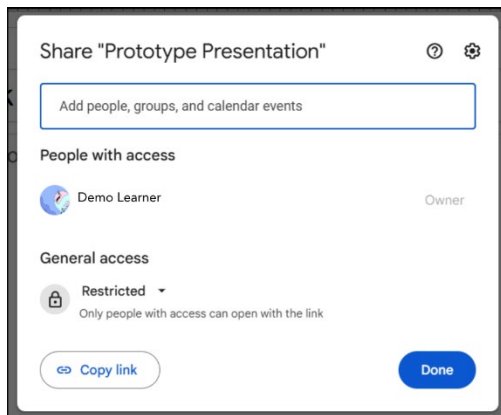 Share "Prototype Presentation"
Add people, groups, and calendar events
People with access
Demo Learner
Owner
General access
Restricted
Only people with access can open with the link
Copy link
Done